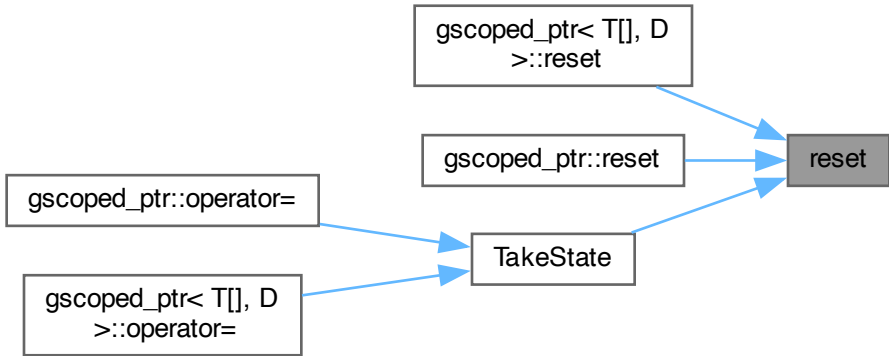 gscoped_ptr< T[], D
>::reset
gscoped_ptr::reset
reset
gscoped_ptr::operator=
TakeState
gscoped_ptr< T[], D
>::operator=